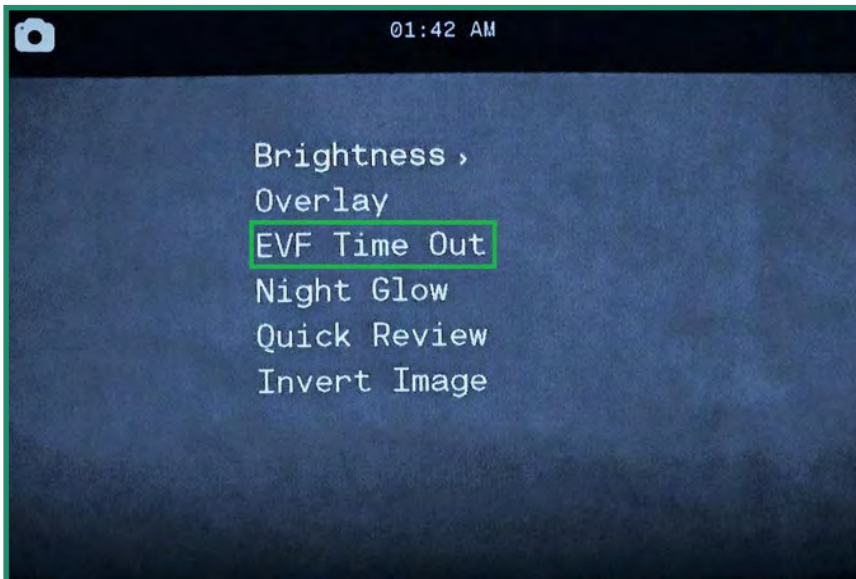 01:42 AM
Brightness ›
Overlay
EVF Time Out
Night Glow
Quick Review
Invert Image